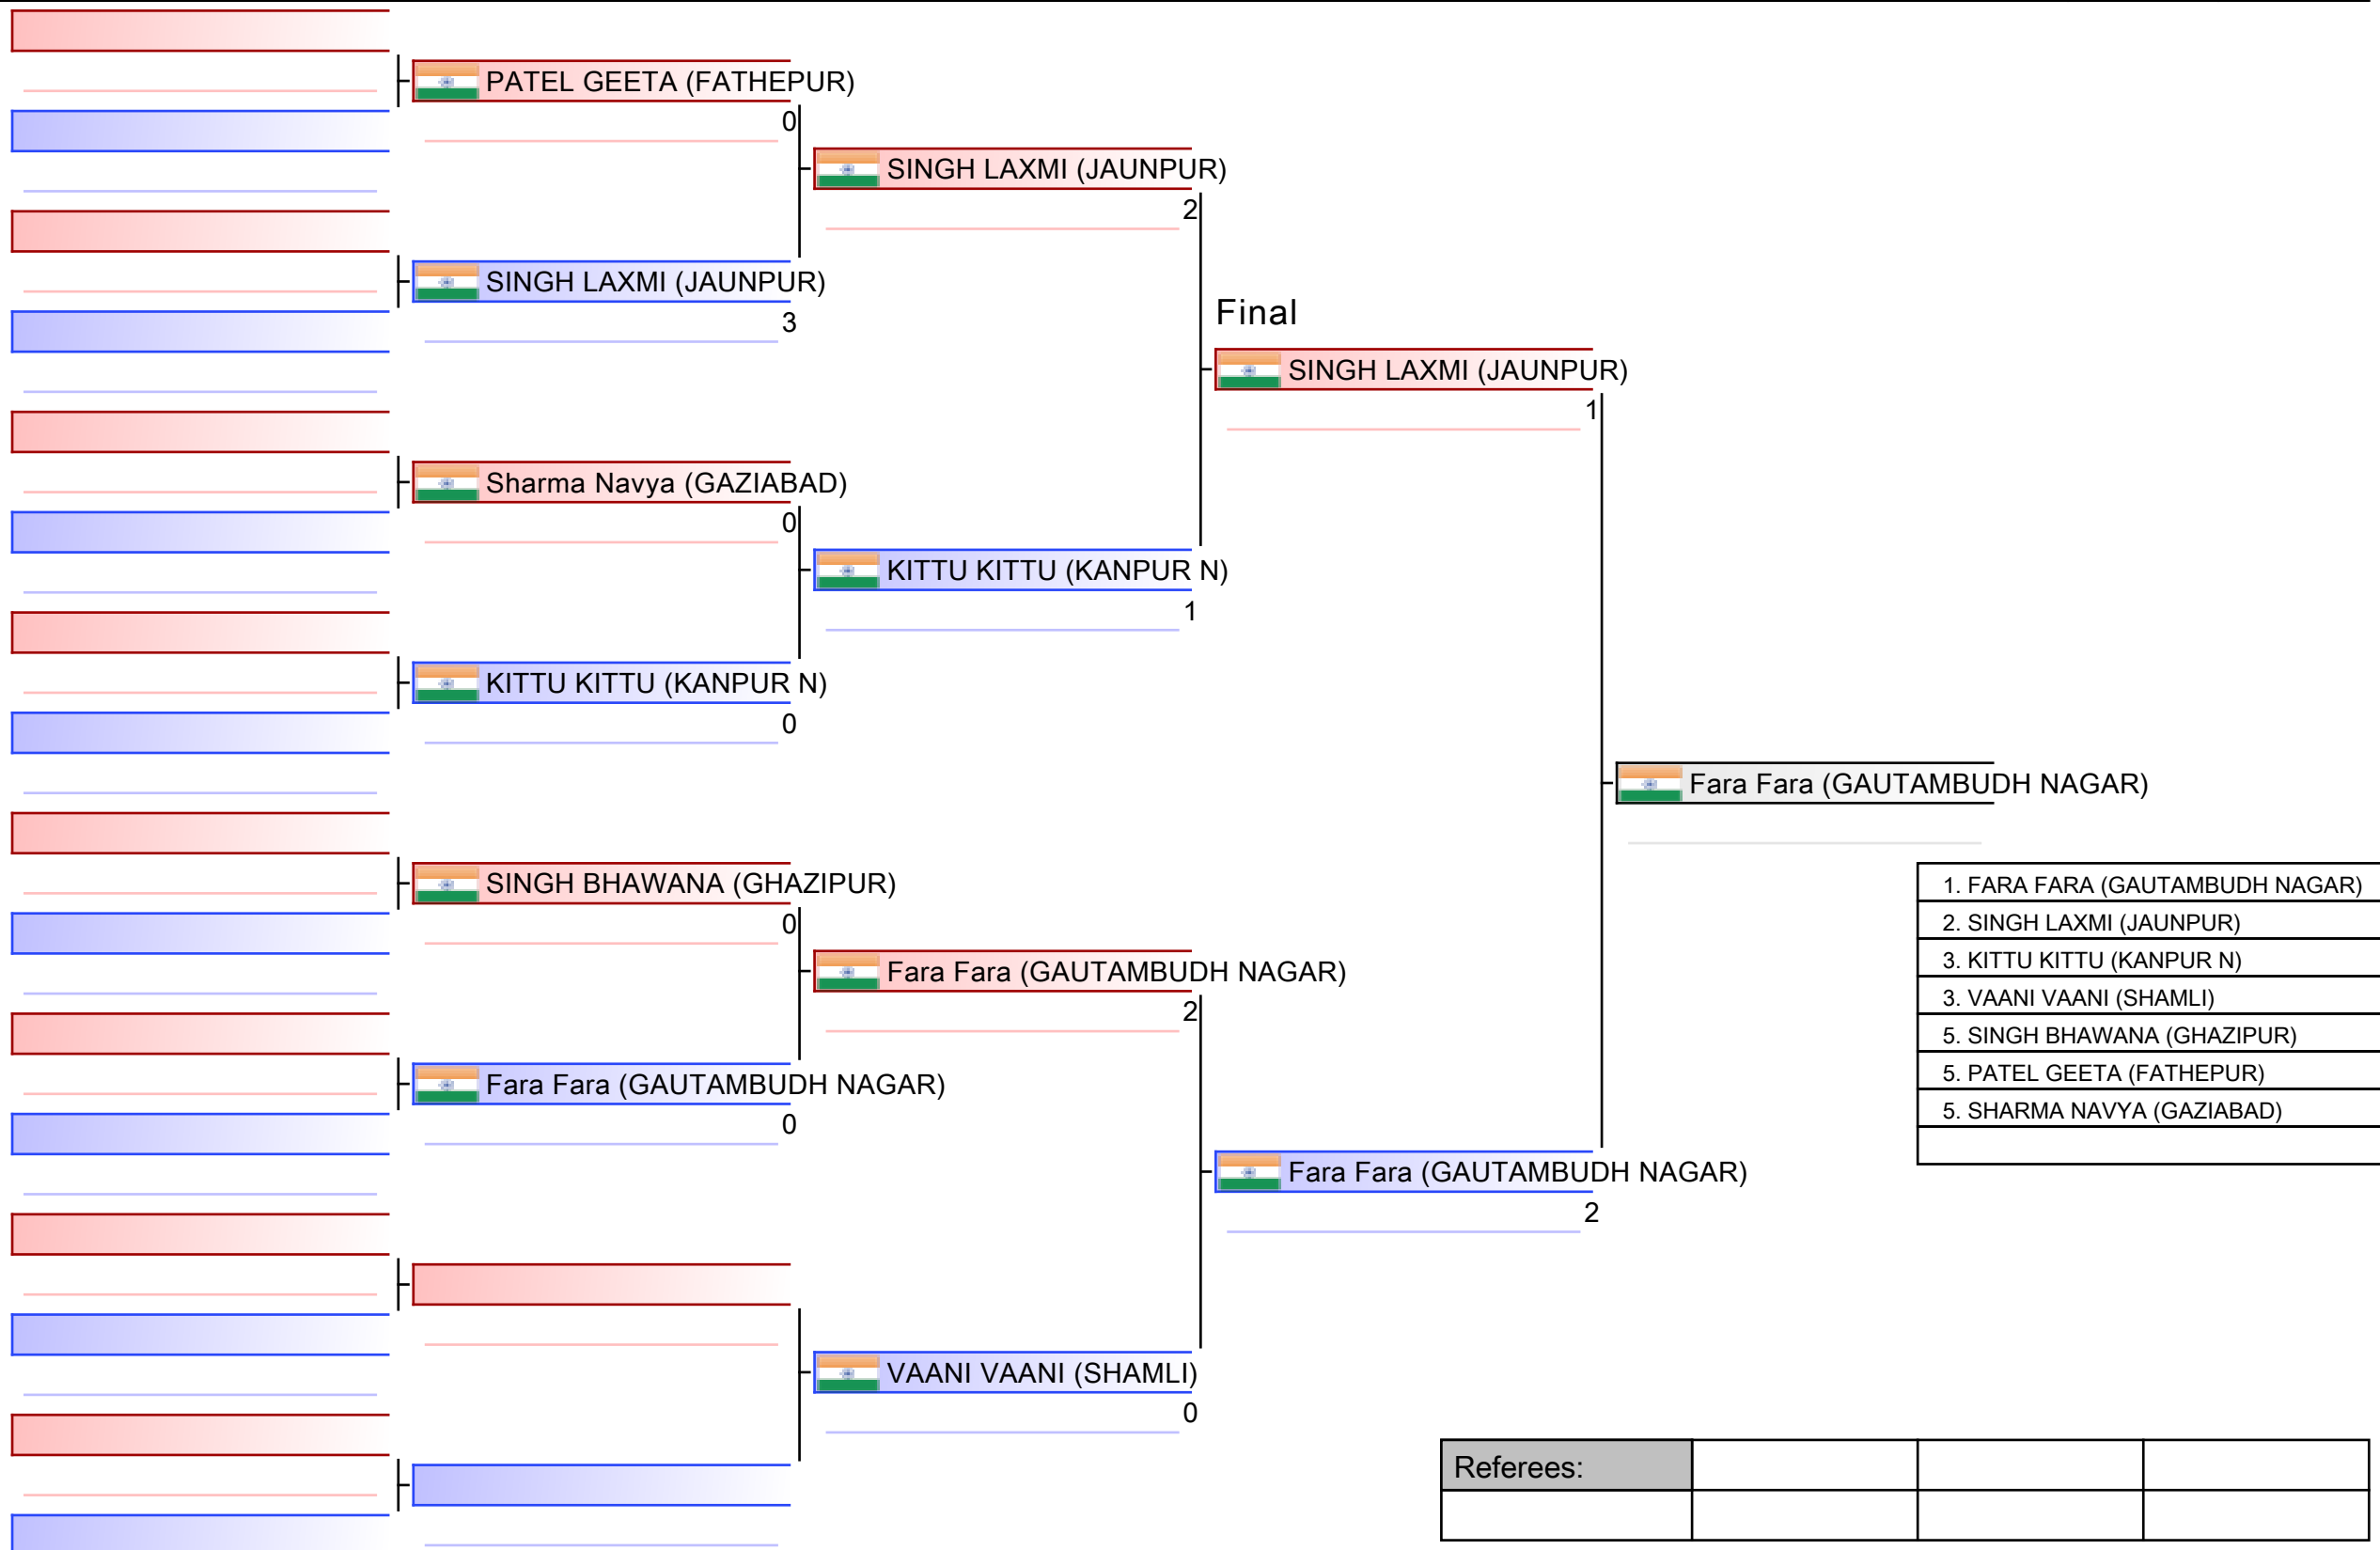 PATEL GEETA (FATHEPUR)
0
SINGH LAXMI (JAUNPUR)
2
SINGH LAXMI (JAUNPUR)
3
Final
SINGH LAXMI (JAUNPUR)
1
Sharma Navya (GAZIABAD)
0
KITTU KITTU (KANPUR N)
1
KITTU KITTU (KANPUR N)
0
Fara Fara (GAUTAMBUDH NAGAR)
SINGH BHAWANA (GHAZIPUR)
0
Fara Fara (GAUTAMBUDH NAGAR)
2
Fara Fara (GAUTAMBUDH NAGAR)
0
Fara Fara (GAUTAMBUDH NAGAR)
2
VAANI VAANI (SHAMLI)
0
1. FARA FARA (GAUTAMBUDH NAGAR)
2. SINGH LAXMI (JAUNPUR)
3. KITTU KITTU (KANPUR N)
3. VAANI VAANI (SHAMLI)
5. SINGH BHAWANA (GHAZIPUR)
5. PATEL GEETA (FATHEPUR)
5. SHARMA NAVYA (GAZIABAD)
Referees: